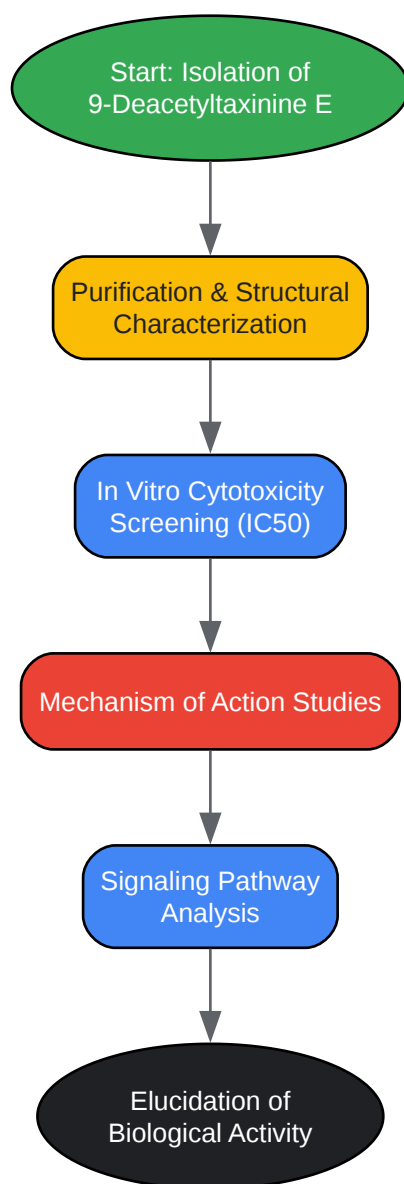 Start: Isolation of
9-Deacetyltaxinine E
Purification & Structural
Characterization
In Vitro Cytotoxicity
Screening (IC50)
Mechanism of Action Studies
Signaling Pathway
Analysis
Elucidation of
Biological Activity